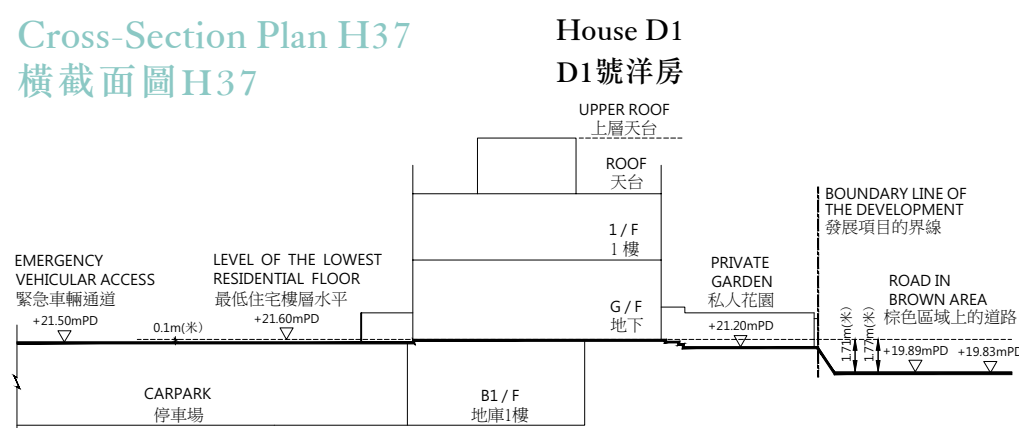 Cross-Section Plan H37
橫截面圖H37
House D1
D1號洋房
UPPER ROOF
上層天台
ROOF
天台
1 / F
1 樓
G / F
地下
EMERGENCY
VEHICULAR ACCESS
緊急車輛通道
+21.50mPD
0.1m(米)
LEVEL OF THE LOWEST
RESIDENTIAL FLOOR
最低住宅樓層水平
+21.60mPD
PRIVATE
GARDEN
私人花園
+21.20mPD
BOUNDARY LINE OF
THE DEVELOPMENT
發展項目的界線
ROAD IN
BROWN AREA
棕色區域上的道路
1.71m(米)
1.77m(米)
+19.89mPD
+19.83mPD
CARPARK
停車場
B1 / F
地庫1樓